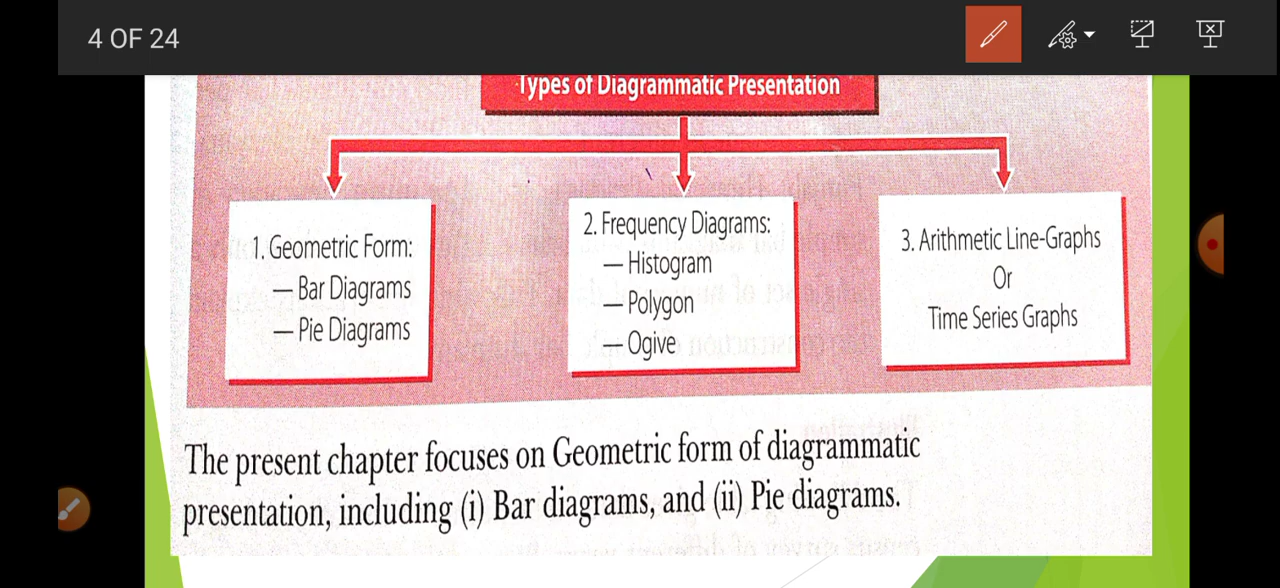 4 OF 24
Types of Diagrammatic Presentation
1. Geometric Form:
— Bar Diagrams
— Pie Diagrams
2. Frequency Diagrams:
— Histogram
— Polygon
— Ogive
3. Arithmetic Line-Graphs
Or
Time Series Graphs
The present chapter focuses on Geometric form of diagrammatic
presentation, including (i) Bar diagrams, and (ii) Pie diagrams.